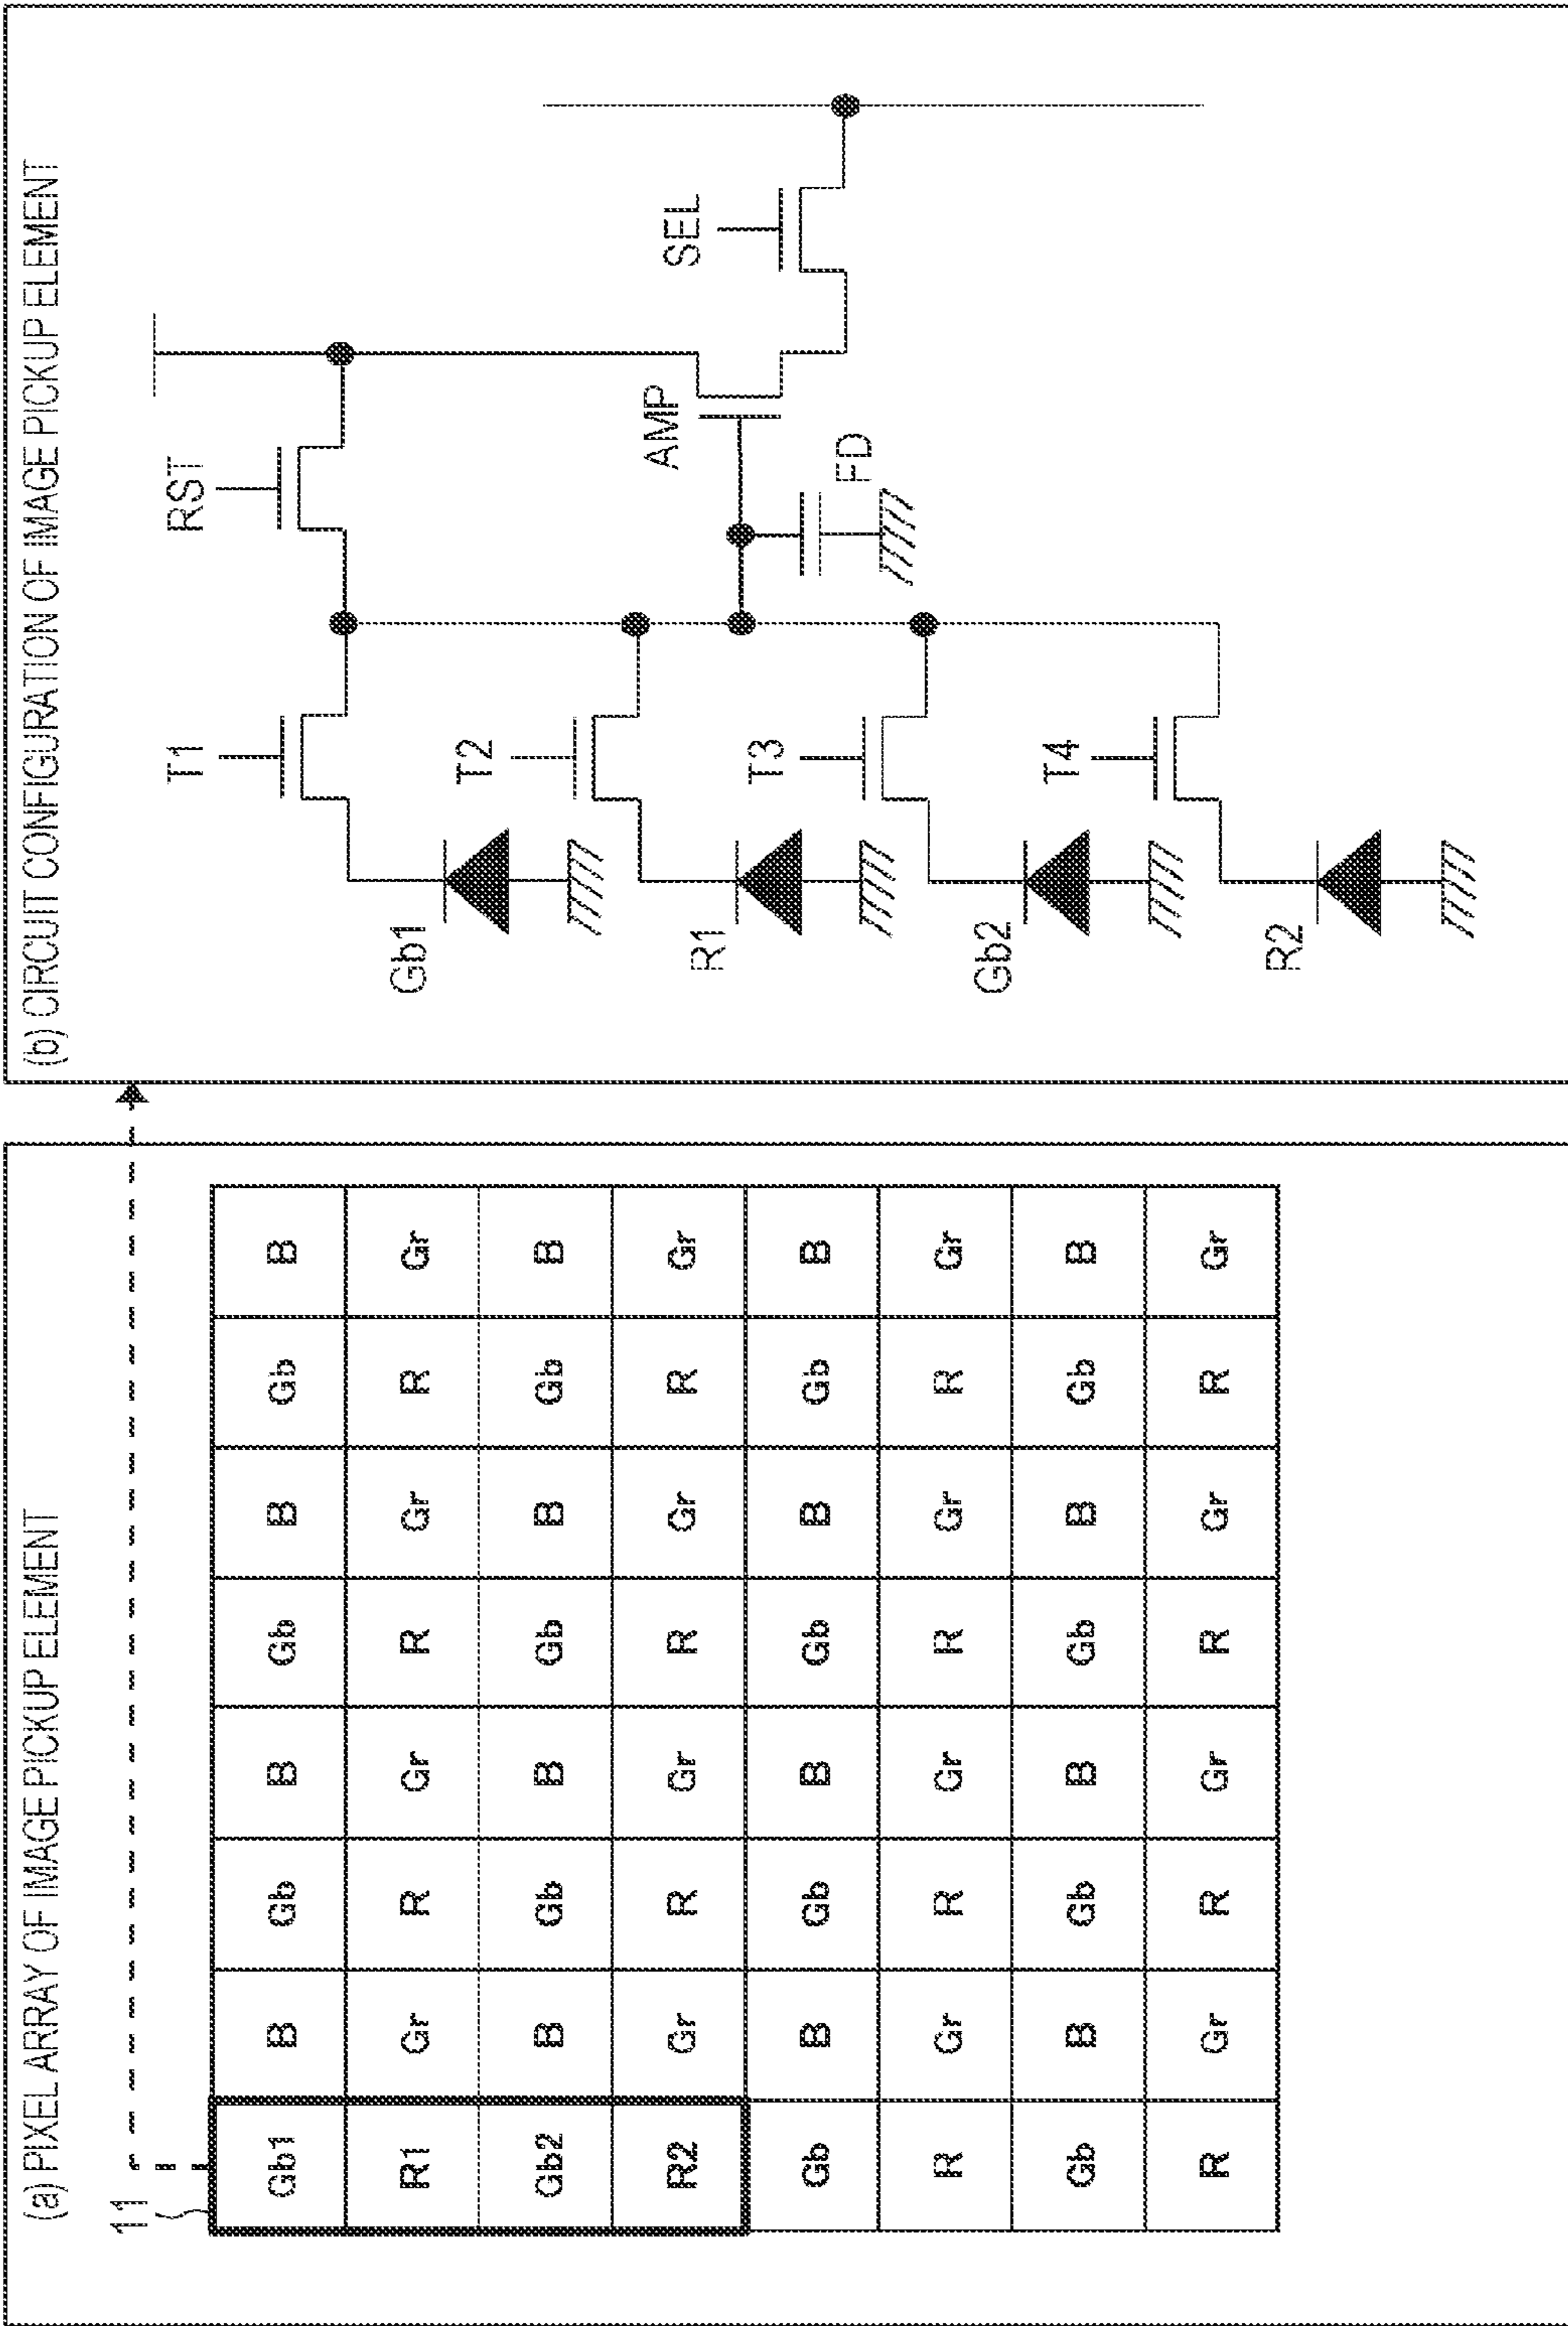 (a) PIXEL ARRAY OF IMAGE PICKUP ELEMENT
11
Gb1 B Gb B Gb B Gb B
R1 Gr R Gr R Gr R Gr
Gb2 B Gb B Gb B Gb B
R2 Gr R Gr R Gr R Gr
Gb B Gb B Gb B Gb B
R Gr R Gr R Gr R Gr
Gb B Gb B Gb B Gb B
R Gr R Gr R Gr R Gr
(b) CIRCUIT CONFIGURATION OF IMAGE PICKUP ELEMENT
T1
RST
Gb1
T2
AMP
SEL
R1
T3
FD
Gb2
T4
R2